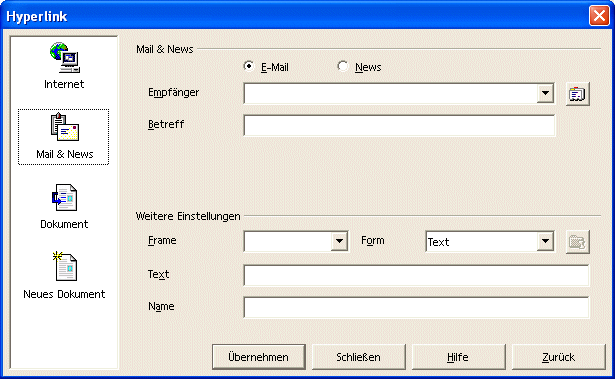 Hyperlink
Internet
Mail & News
Dokument
Neues Dokument
Mail & News
E-Mail News
Empfänger
Betreff
Weitere Einstellungen
Frame Form Text
Text
Name
Übernehmen Schließen Hilfe Zurück